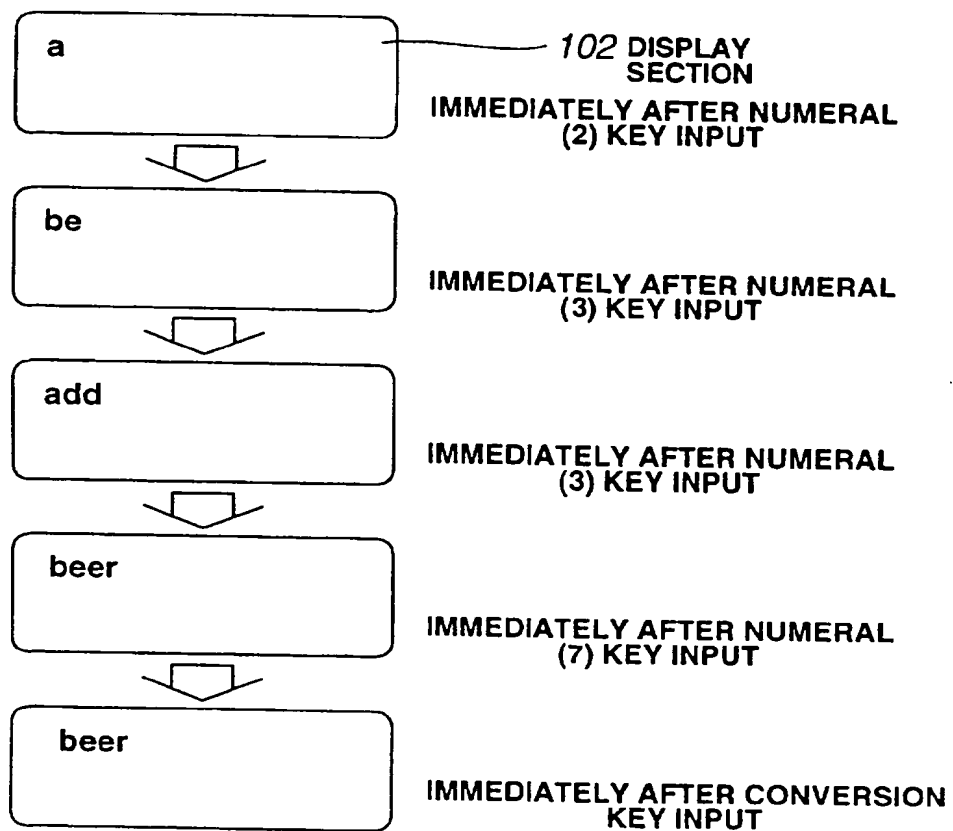 a
102 DISPLAY
SECTION
IMMEDIATELY AFTER NUMERAL
(2) KEY INPUT
be
IMMEDIATELY AFTER NUMERAL
(3) KEY INPUT
add
IMMEDIATELY AFTER NUMERAL
(3) KEY INPUT
beer
IMMEDIATELY AFTER NUMERAL
(7) KEY INPUT
beer
IMMEDIATELY AFTER CONVERSION
KEY INPUT